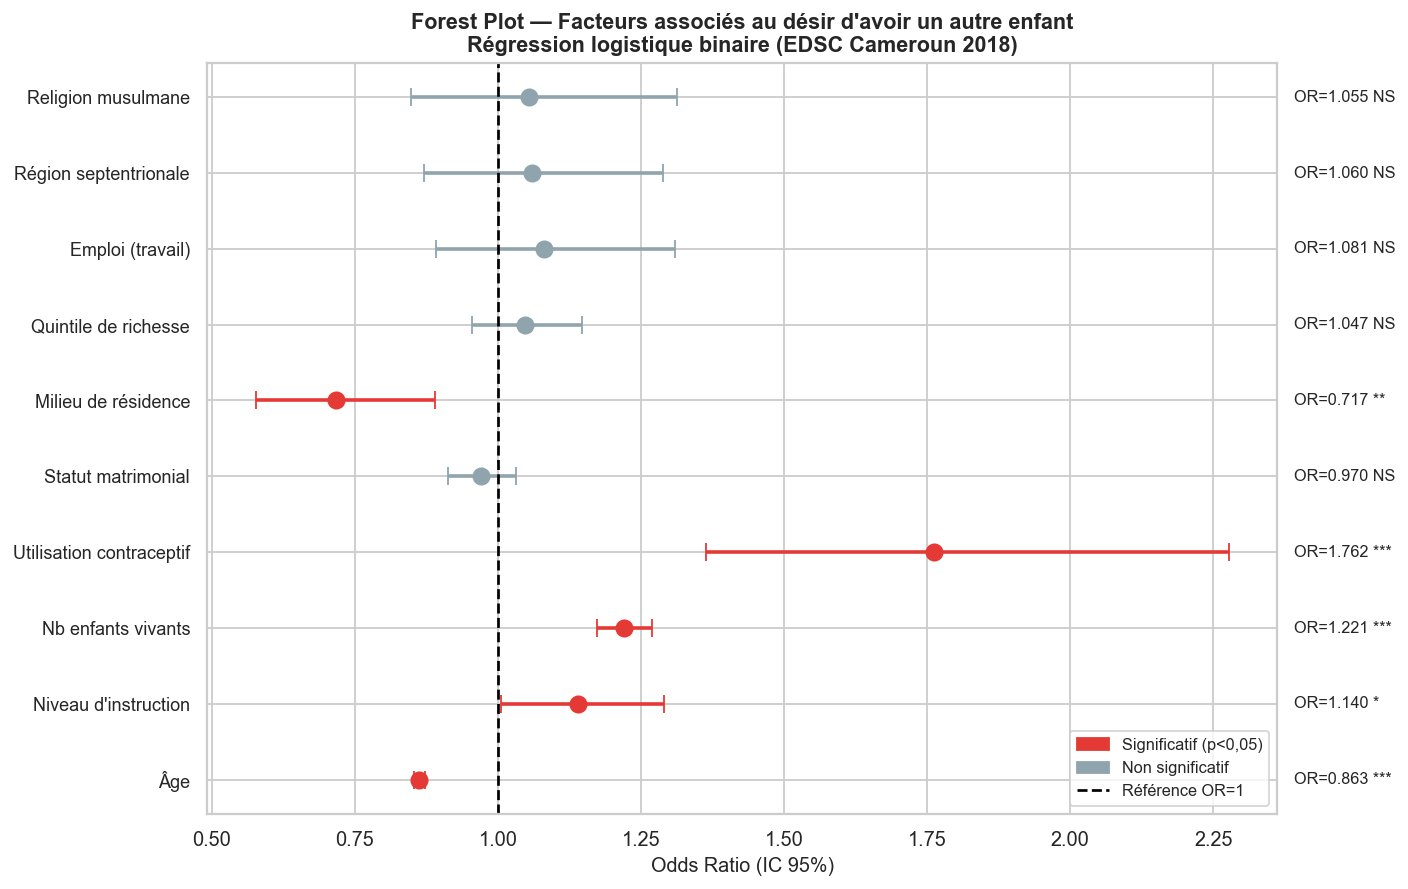 Forest Plot — Facteurs associés au désir d'avoir un autre enfant
Régression logistique binaire (EDSC Cameroun 2018)
Religion musulmane
OR=1.055 NS
Région septentrionale
OR=1.060 NS
Emploi (travail)
OR=1.081 NS
Quintile de richesse
OR=1.047 NS
Milieu de résidence
OR=0.717 **
Statut matrimonial
OR=0.970 NS
Utilisation contraceptif
OR=1.762 ***
Nb enfants vivants
OR=1.221 ***
Niveau d'instruction
OR=1.140 *
Âge
OR=0.863 ***
Significatif (p<0,05)
Non significatif
Référence OR=1
0.50 0.75 1.00 1.25 1.50 1.75 2.00 2.25
Odds Ratio (IC 95%)